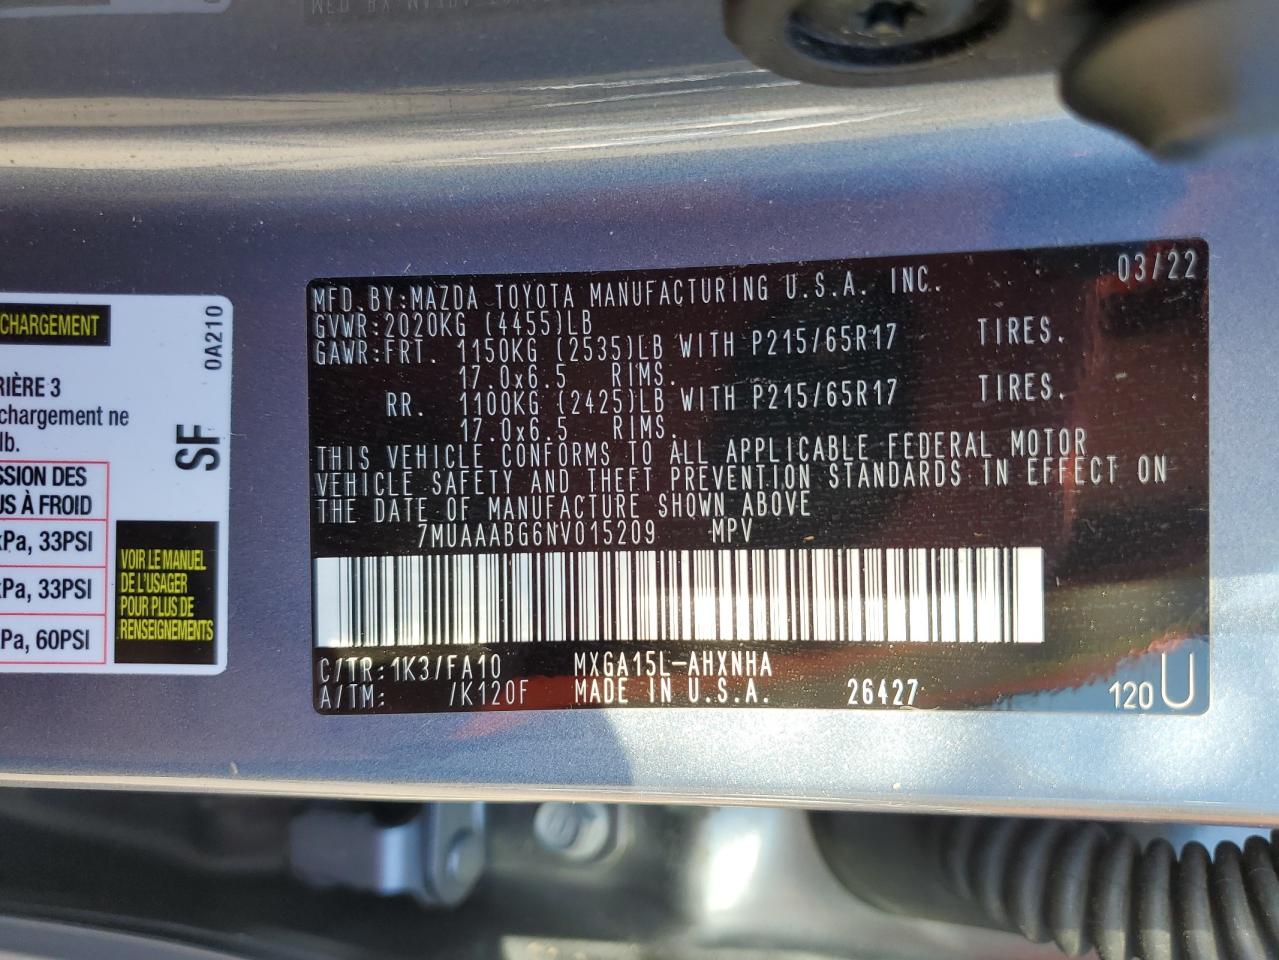 MFD.BY:MAZDA TOYOTA MANUFACTURING U.S.A. INC. 03/22
GVWR:2020KG (4455)LB
GAWR:FRT. 1150KG (2535)LB WITH P215/65R17 TIRES.
17.0x6.5 RIMS.
RR. 1100KG (2425)LB WITH P215/65R17 TIRES.
17.0x6.5 RIMS.
THIS VEHICLE CONFORMS TO ALL APPLICABLE FEDERAL MOTOR
VEHICLE SAFETY AND THEFT PREVENTION STANDARDS IN EFFECT ON
THE DATE OF MANUFACTURE SHOWN ABOVE
7MUAAABG6NV015209 MPV
C/TR:1K3/FA10 MXGA15L-AHXNHA
A/TM: /K120F MADE IN U.S.A. 26427 120U
CHARGEMENT
0A210
RIÈRE 3
chargement ne
lb.
SF
SSION DES
US À FROID
kPa, 33PSI
kPa, 33PSI
Pa, 60PSI
VOIR LE MANUEL
DE L'USAGER
POUR PLUS DE
RENSEIGNEMENTS